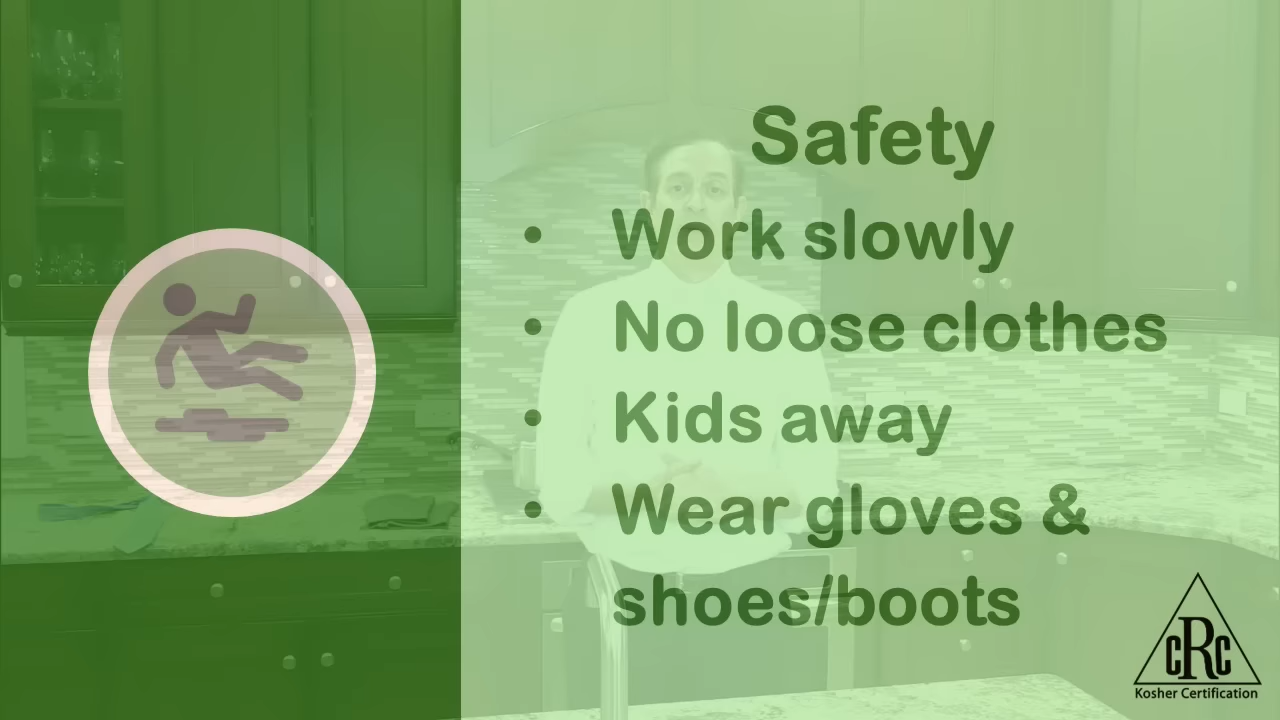 Safety
• Work slowly
• No loose clothes
• Kids away
• Wear gloves &
shoes/boots
cRc
Kosher Certification